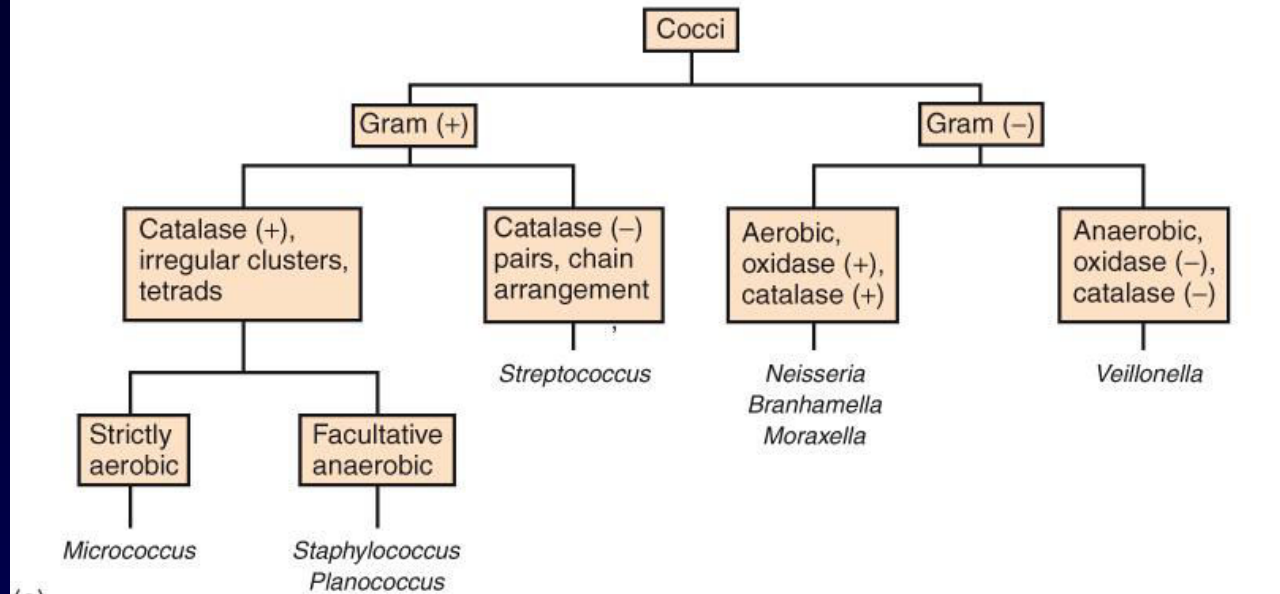 Cocci
Gram (+)
Gram (–)
Catalase (+),
irregular clusters,
tetrads
Catalase (–)
pairs, chain
arrangement
,
Aerobic,
oxidase (+),
catalase (+)
Anaerobic,
oxidase (–),
catalase (–)
Streptococcus
Neisseria
Branhamella
Moraxella
Veillonella
Strictly
aerobic
Facultative
anaerobic
Micrococcus
Staphylococcus
Planococcus